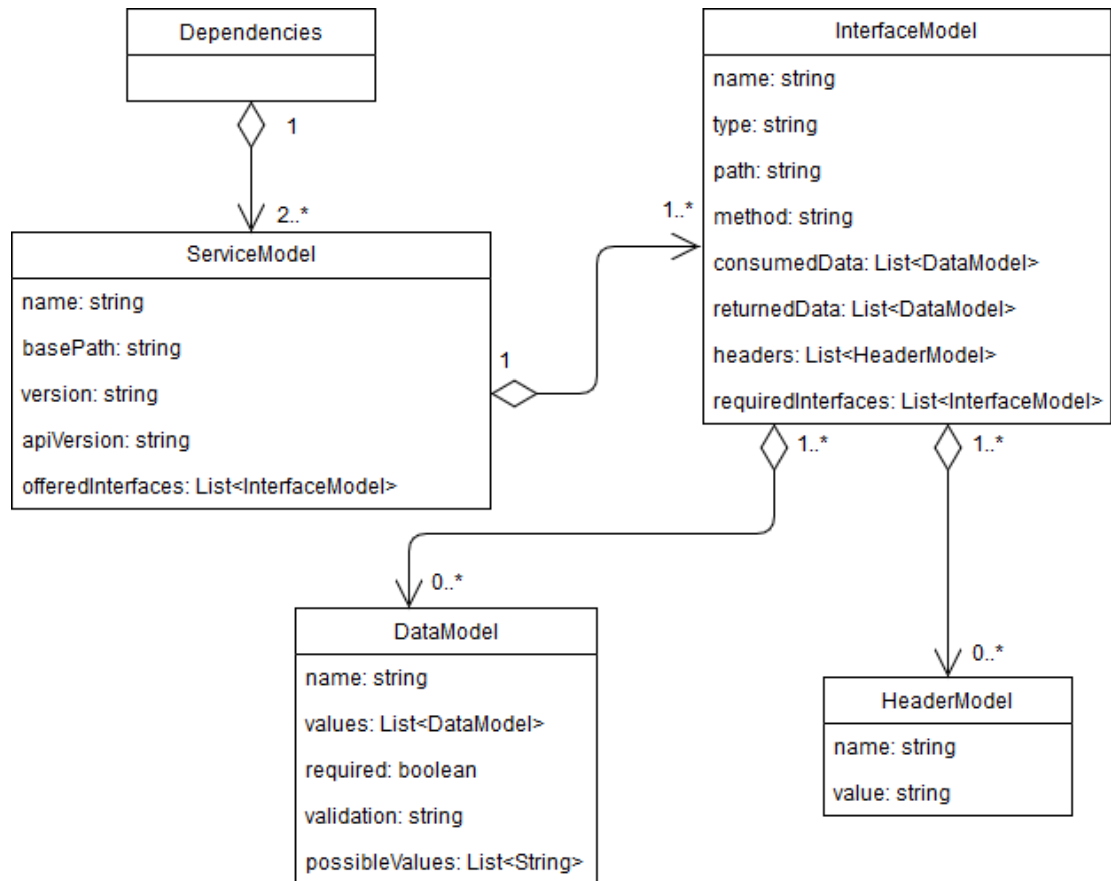 Dependencies
1
2..*
ServiceModel
name: string
basePath: string
version: string
apiVersion: string
offeredInterfaces: List<InterfaceModel>
1
1..*
InterfaceModel
name: string
type: string
path: string
method: string
consumedData: List<DataModel>
returnedData: List<DataModel>
headers: List<HeaderModel>
requiredInterfaces: List<InterfaceModel>
1..*
1..*
0..*
DataModel
name: string
values: List<DataModel>
required: boolean
validation: string
possibleValues: List<String>
0..*
HeaderModel
name: string
value: string